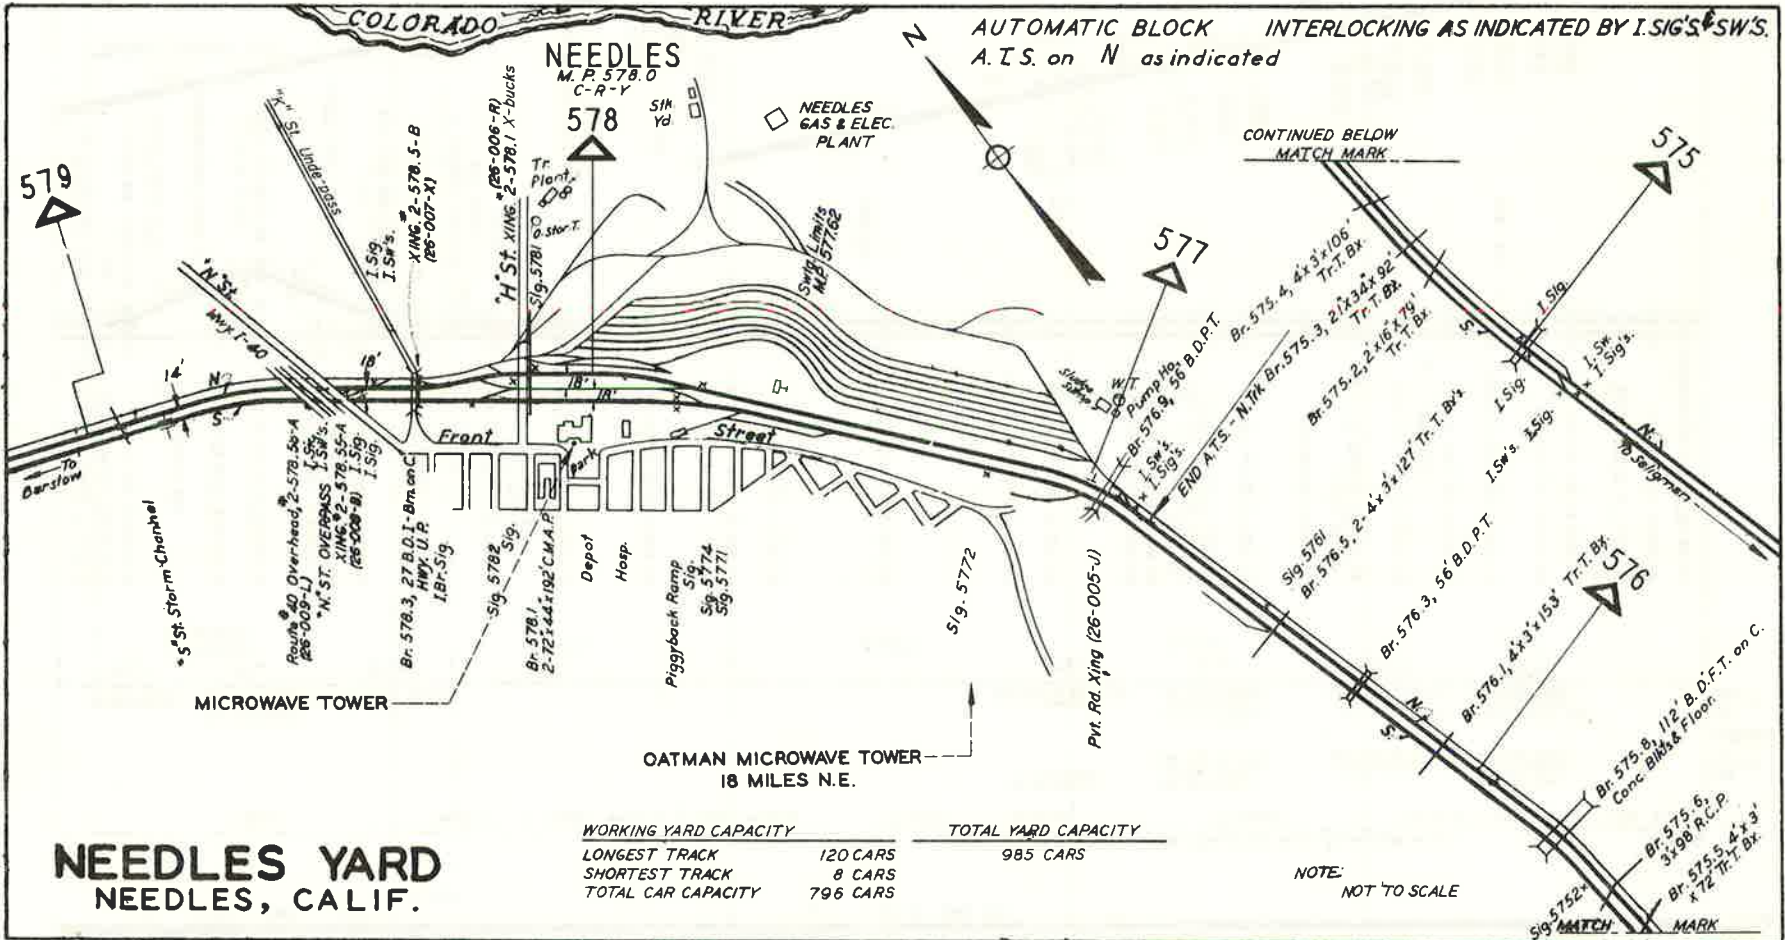 COLORADO RIVER
AUTOMATIC BLOCK INTERLOCKING AS INDICATED BY I.SIG'S & SW'S.
A.T.S. on N as indicated
NEEDLES
M. P. 578.0
C-R-Y
578
579
577
575
576
N
Stk.
Yd.
NEEDLES
GAS & ELEC.
PLANT
CONTINUED BELOW
MATCH MARK
"K" St. Underpass
I. Sig.
I. Sw's.
XING. 2-578.5-B
(26-007-X)
"H" St. XING. 2-578.1 X-bucks
(26-006-R)
Tr.
Plant
O. Stor. T.
Sig. 5781
Swtg. Limits
M.P. 577.62
"N" St.
Hwy. I-40
14'
18'
N
S
18'
18'
To
Barstow
Front Street
Park
Sludge
W.T.
Pump Ho.
Br. 576.9, 56' B.D.P.T.
I. Sw's.
I. Sig's.
END A.T.S. - N. Trk.
Br. 575.4, 4'x3'x106'
Tr. T. Bx.
Br. 575.3, 21"x34"x92'
Tr. T. Bx.
Br. 575.2, 2'x16"x79'
Tr. T. Bx.
S
I. Sig.
I. Sw.
I. Sig's.
I. Sig.
I. Sw's. I. Sig.
N.
To Seligman
"S" St. Storm Channel
Route 40 Overhead, 2-578.56-A
(26-009-L)
I. Sig.
I. Sw's.
"N" ST. OVERPASS
XING. 2-578.55-A
(26-008-B)
I. Sig.
I. Sig.
Br. 578.3, 27' B.D. I-Bm. on C.
HWY. U.P.
I. Br. Sig.
Sig. 5782
Sig.
Br. 578.1
2-72"x44"x192' C.M.A.P.
Depot
Hosp.
Piggyback Ramp
Sig.
Sig. 5774
Sig. 5771
Sig. 5772
Pvt. Rd. Xing (26-005-J)
Sig. 5761
Br. 576.5, 2-4'x3'x127' Tr. T. Bx's.
Br. 576.3, 56' B.D.P.T.
Br. 576.1, 4'x3'x153' Tr. T. Bx.
N
S
Br. 575.8, 112' B.D.F.T. on C.
Conc. Blkts & Floor.
Br. 575.6,
3'x98' R.C.P.
Br. 575.5, 4'x3'
x72' Tr. T. Bx.
Sig. 5752
MATCH MARK
MICROWAVE TOWER
OATMAN MICROWAVE TOWER
18 MILES N.E.
WORKING YARD CAPACITY
LONGEST TRACK 120 CARS
SHORTEST TRACK 8 CARS
TOTAL CAR CAPACITY 796 CARS
TOTAL YARD CAPACITY
985 CARS
NOTE:
NOT TO SCALE
NEEDLES YARD
NEEDLES, CALIF.